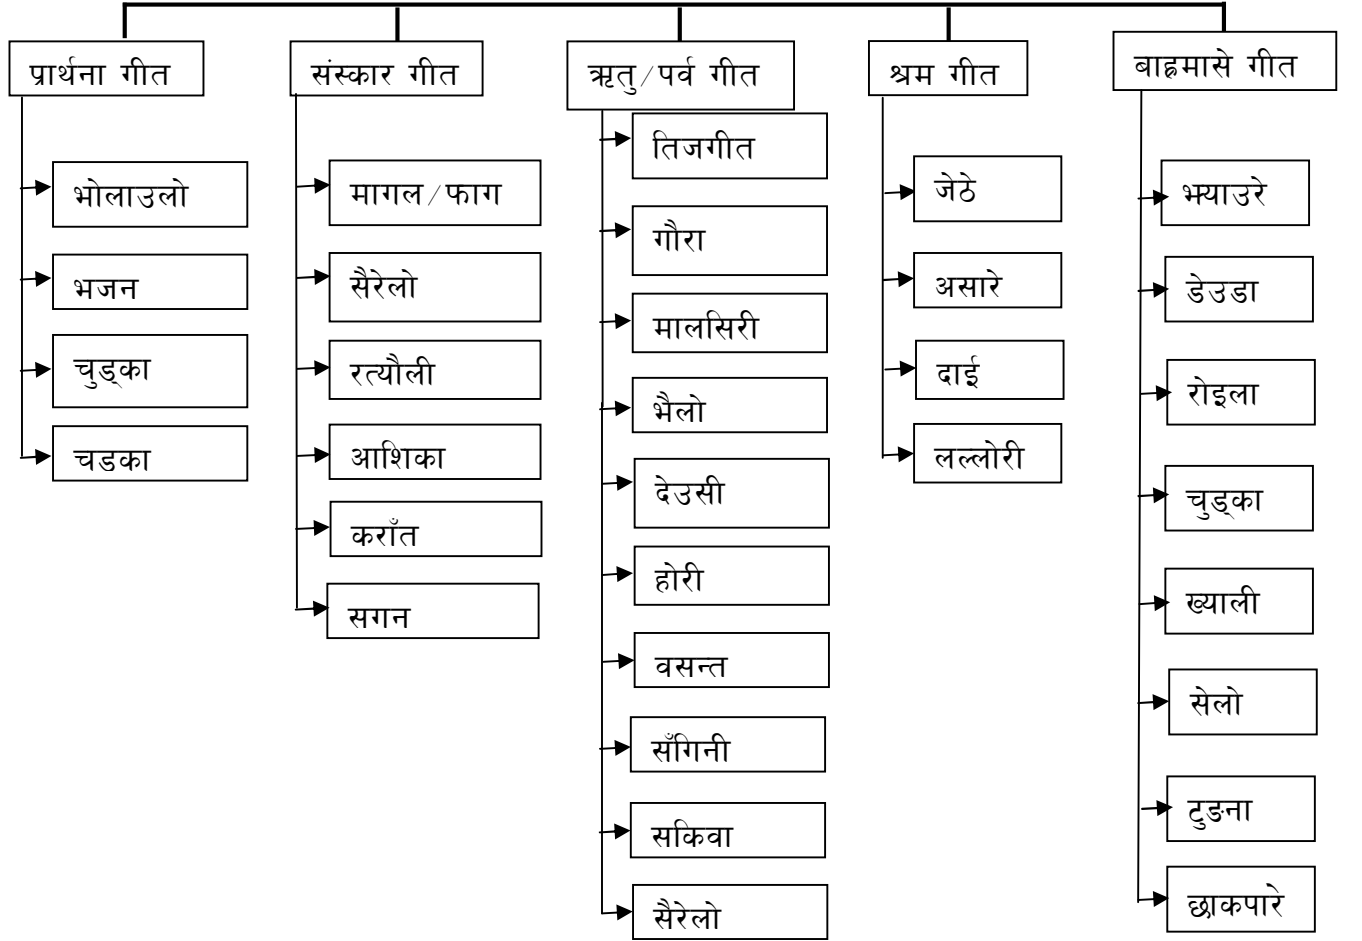 प्रार्थना गीत
भोलाउलो
भजन
चुड्का
चडका
संस्कार गीत
मागल/फाग
सैरेलो
रत्यौली
आशिका
कराँत
सगन
ऋतु/पर्व गीत
तिजगीत
गौरा
मालसिरी
भैलो
देउसी
होरी
वसन्त
सँगिनी
सकिवा
सैरेलो
श्रम गीत
जेठे
असारे
दाई
लल्लोरी
बाह्रमासे गीत
झ्याउरे
डेउडा
रोइला
चुड्का
ख्याली
सेलो
टुङना
छाकपारे